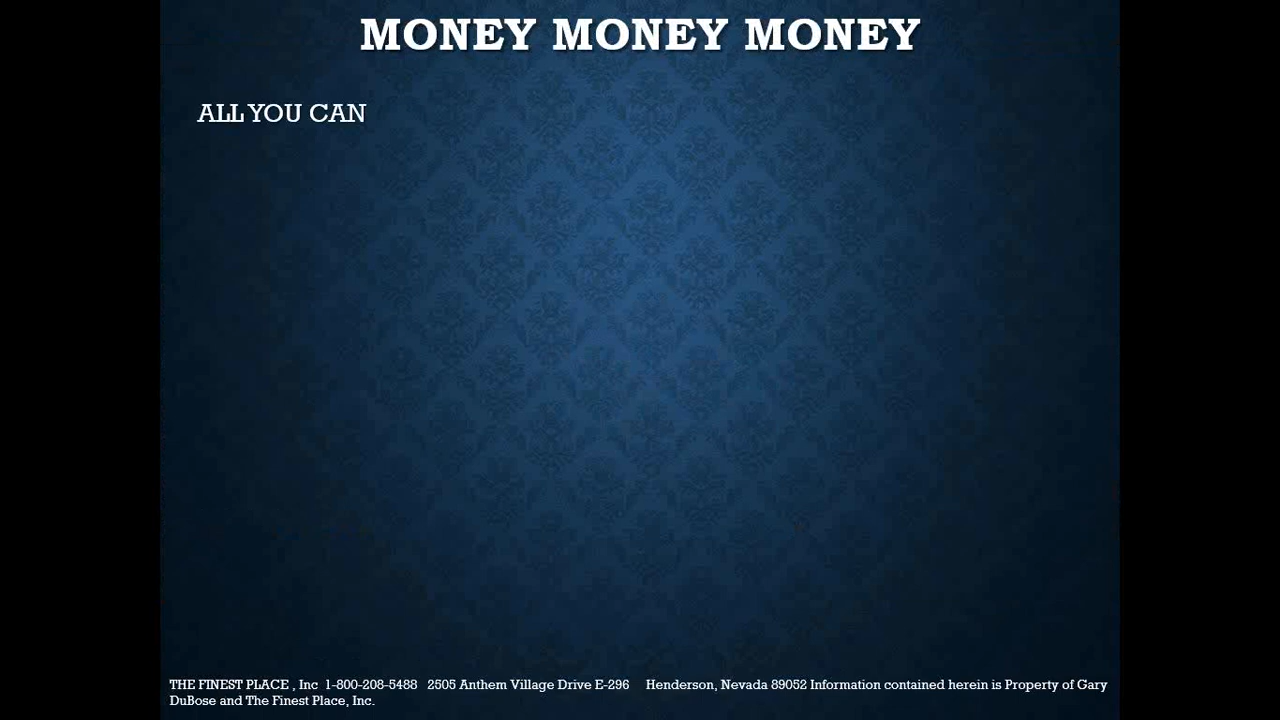 MONEY MONEY MONEY
ALL YOU CAN
THE FINEST PLACE , Inc 1-800-208-5488 2505 Anthem Village Drive E-296 Henderson, Nevada 89052 Information contained herein is Property of Gary
DuBose and The Finest Place, Inc.